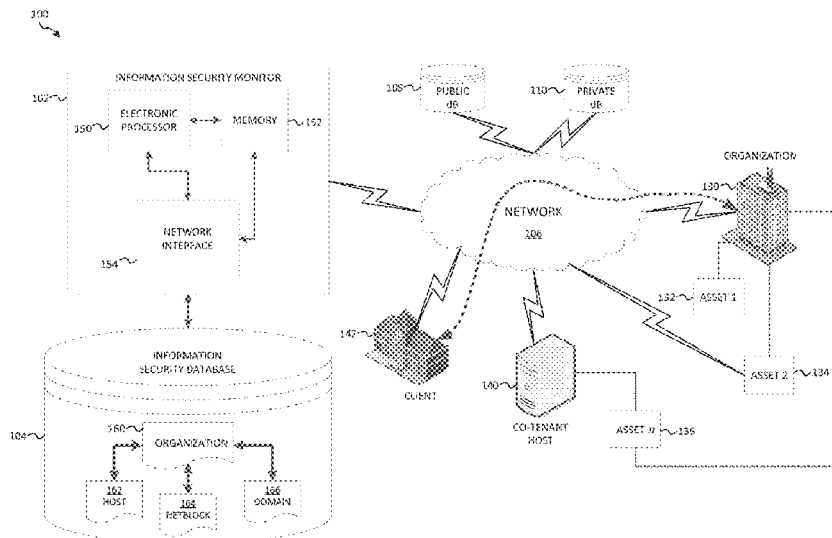 100
INFORMATION SECURITY MONITOR
102
ELECTRONIC
PROCESSOR
150
MEMORY
152
NETWORK
INTERFACE
154
INFORMATION
SECURITY DATABASE
104
160
ORGANIZATION
162
HOST
164
NETBLOCK
166
DOMAIN
PUBLIC
dB
110
PRIVATE
dB
NETWORK
106
ORGANIZATION
130
132
ASSET 1
ASSET 2
134
142
CLIENT
140
CO-TENANT
HOST
ASSET n
136